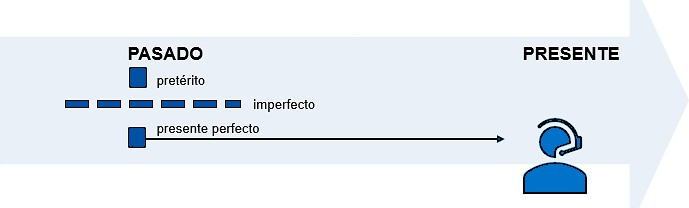 PASADO
PRESENTE
pretérito
imperfecto
presente perfecto